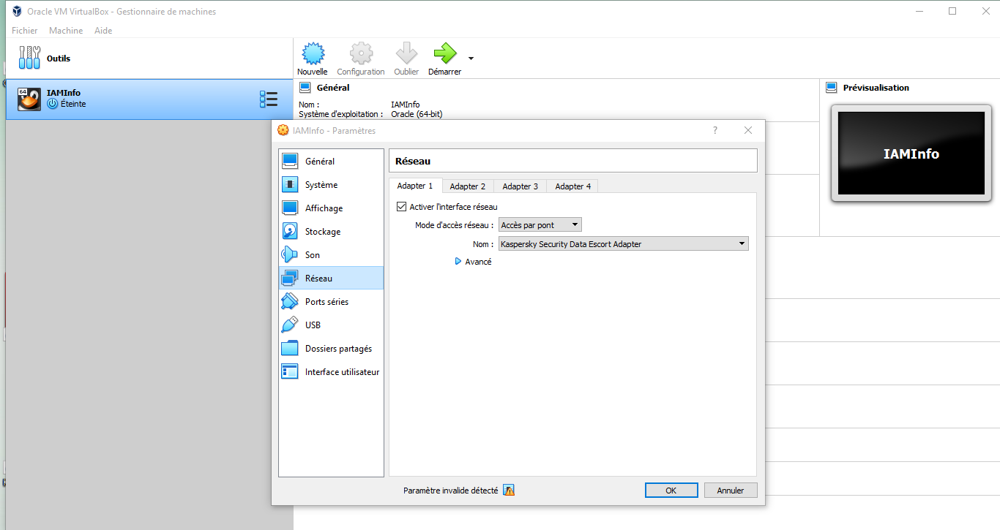 Oracle VM VirtualBox - Gestionnaire de machines
Fichier Machine Aide
Outils
Nouvelle Configuration Oublier Démarrer
64
IAMInfo
Éteinte
Général
Nom : IAMInfo
Système d'exploitation : Oracle (64-bit)
Prévisualisation
IAMInfo
IAMInfo - Paramètres
?
Général
Système
Affichage
Stockage
Son
Réseau
Ports séries
USB
Dossiers partagés
Interface utilisateur
Réseau
Adapter 1 Adapter 2 Adapter 3 Adapter 4
Activer l'interface réseau
Mode d'accès réseau : Accès par pont
Nom : Kaspersky Security Data Escort Adapter
Avancé
Paramètre invalide détecté
OK Annuler